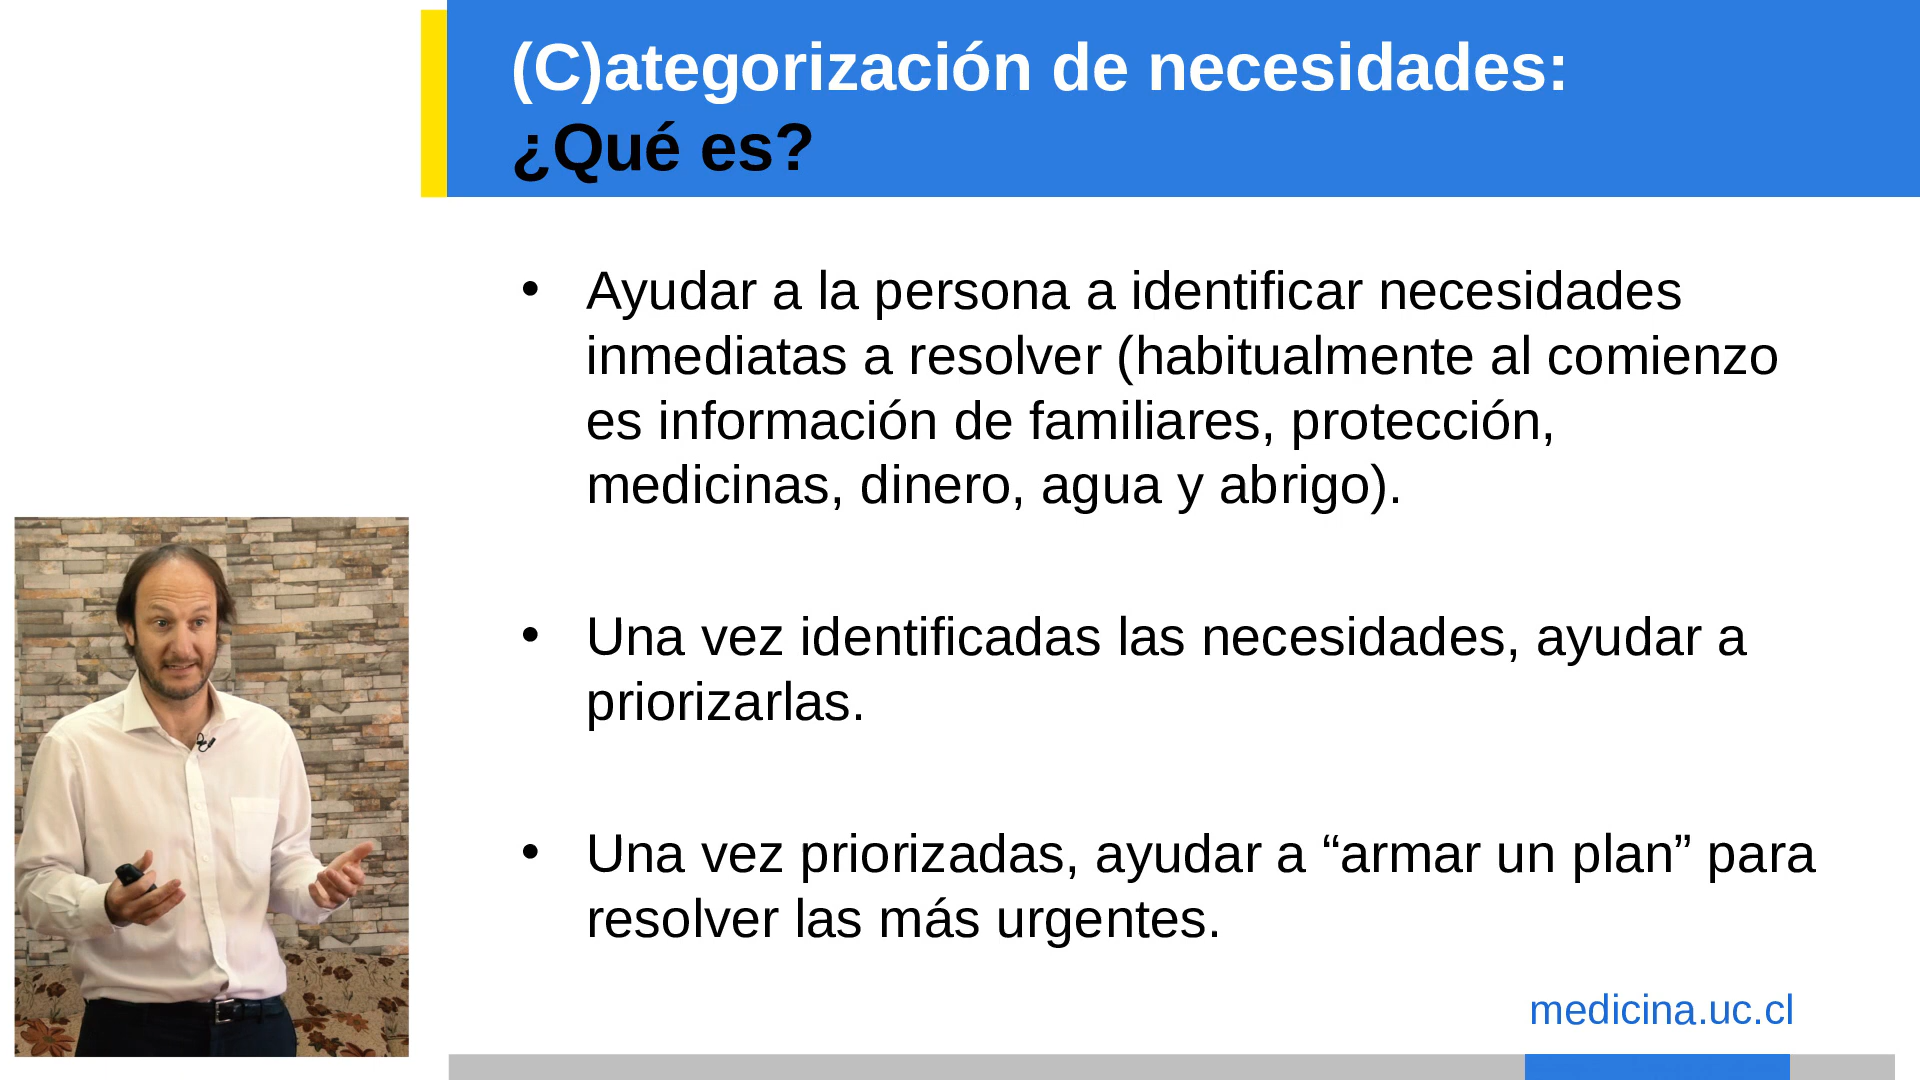 (C)ategorización de necesidades:
¿Qué es?
• Ayudar a la persona a identificar necesidades
inmediatas a resolver (habitualmente al comienzo
es información de familiares, protección,
medicinas, dinero, agua y abrigo).
• Una vez identificadas las necesidades, ayudar a
priorizarlas.
• Una vez priorizadas, ayudar a “armar un plan” para
resolver las más urgentes.
medicina.uc.cl